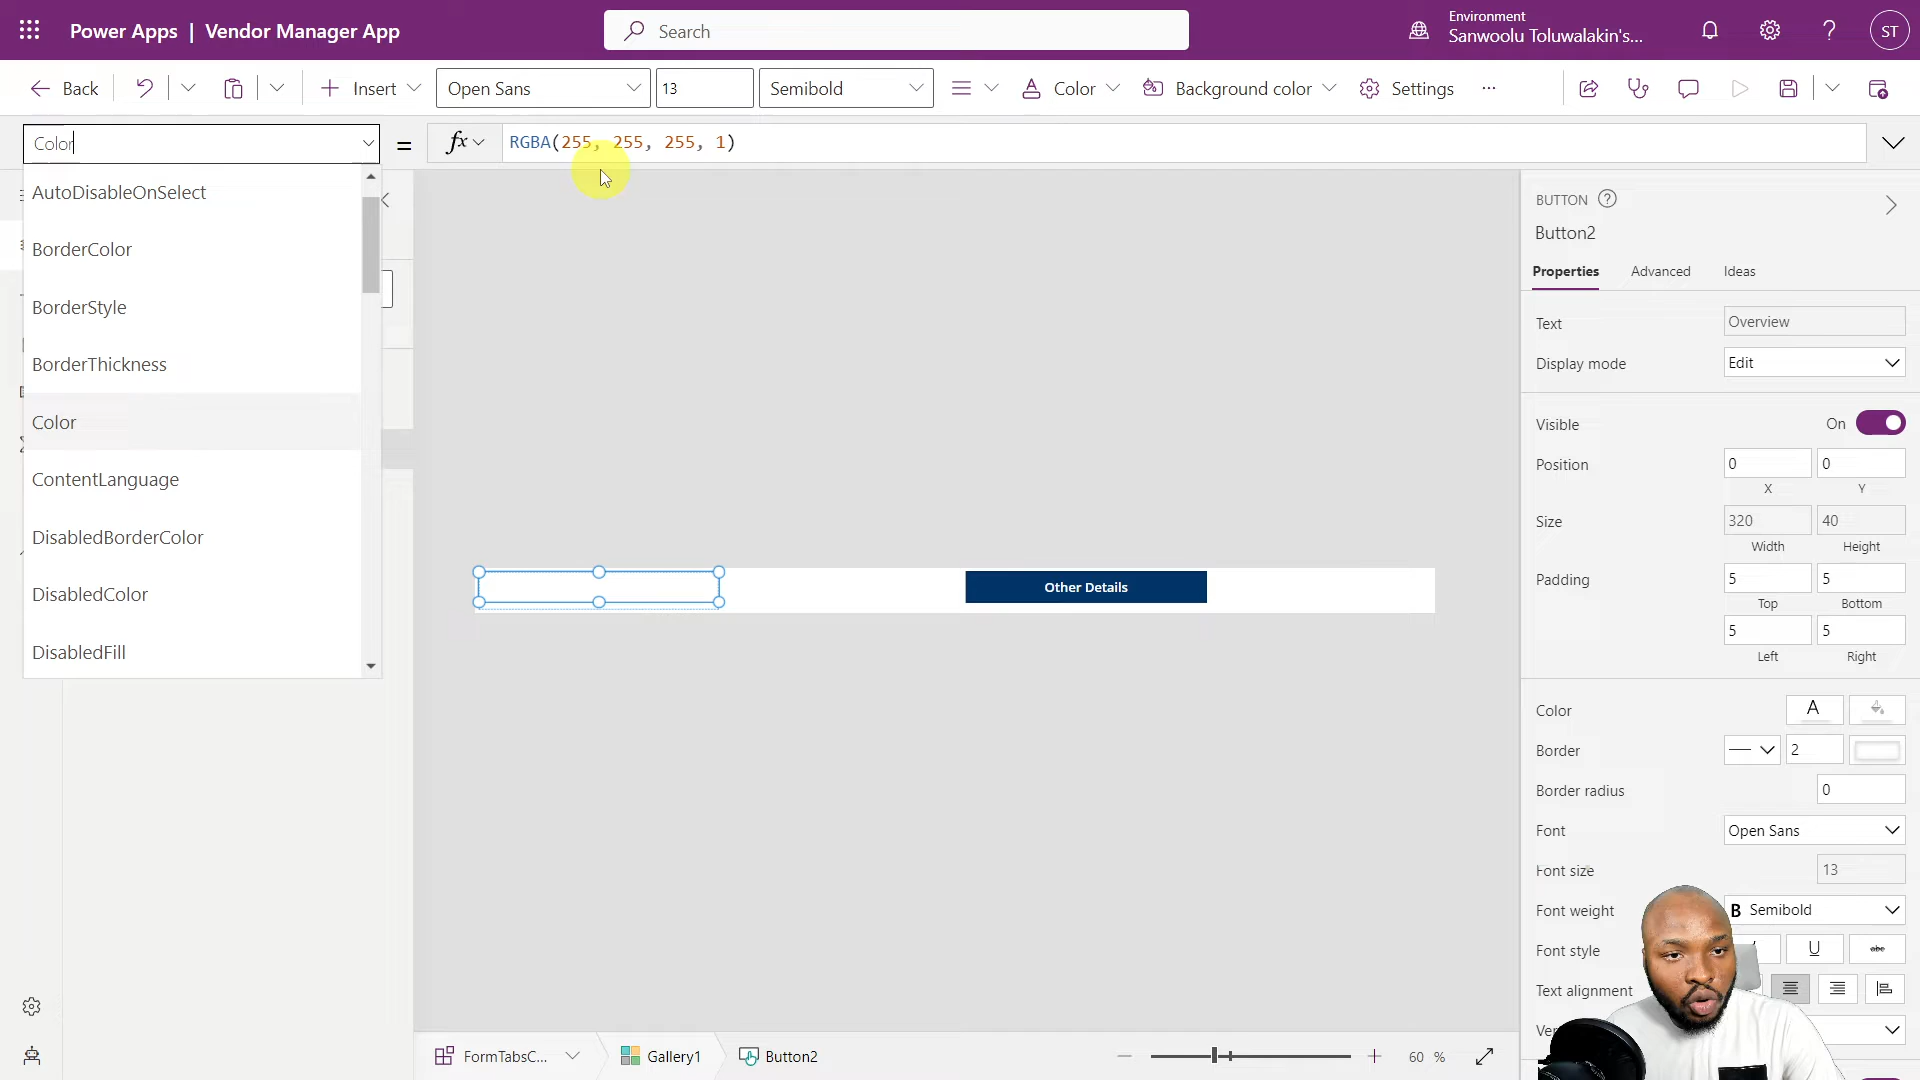 Power Apps | Vendor Manager App
Search
Environment
Sanwoolu Toluwalakin's...
ST
Back
Insert
Open Sans
13
Semibold
Color
Background color
Settings
Color
=
fx
RGBA(255, 255, 255, 1)
AutoDisableOnSelect
BorderColor
BorderStyle
BorderThickness
Color
ContentLanguage
DisabledBorderColor
DisabledColor
DisabledFill
Other Details
BUTTON
Button2
Properties
Advanced
Ideas
Text
Overview
Display mode
Edit
Visible
On
Position
0
0
X
Y
Size
320
40
Width
Height
Padding
5
5
Top
Bottom
5
5
Left
Right
Color
A
Border
2
Border radius
0
Font
Open Sans
Font size
13
Font weight
B Semibold
Font style
U
abc
Text alignment
FormTabsC...
Gallery1
Button2
60 %